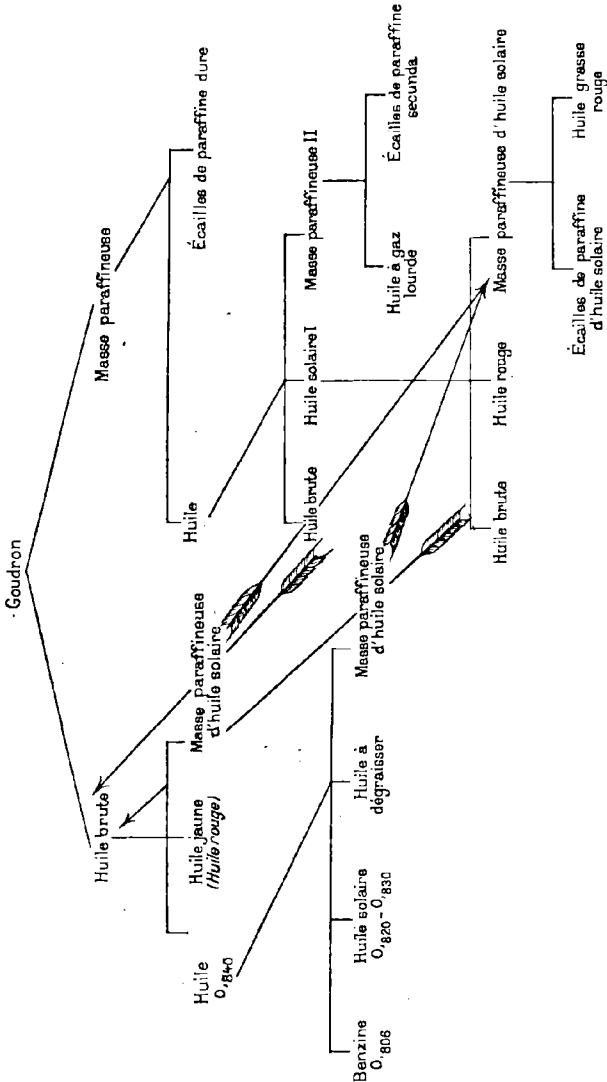 Goudron
Huile brute
Masse paraffineuse
Huile
0,840
Huile jaune
(Huile rouge)
Masse paraffineuse
d'huile solaire
Huile
Écailles de paraffine dure
Benzine
0,806
Huile solaire
0,820-0,830
Huile à
dégraisser
Masse paraffineuse
d'huile solaire
Huile brute
Huile solaire I
Masse paraffineuse II
Huile à gaz
lourde
Écailles de paraffine
secunda
Huile brute
Huile rouge
Masse paraffineuse d'huile solaire
Écailles de paraffine
d'huile solaire
Huile grasse
rouge